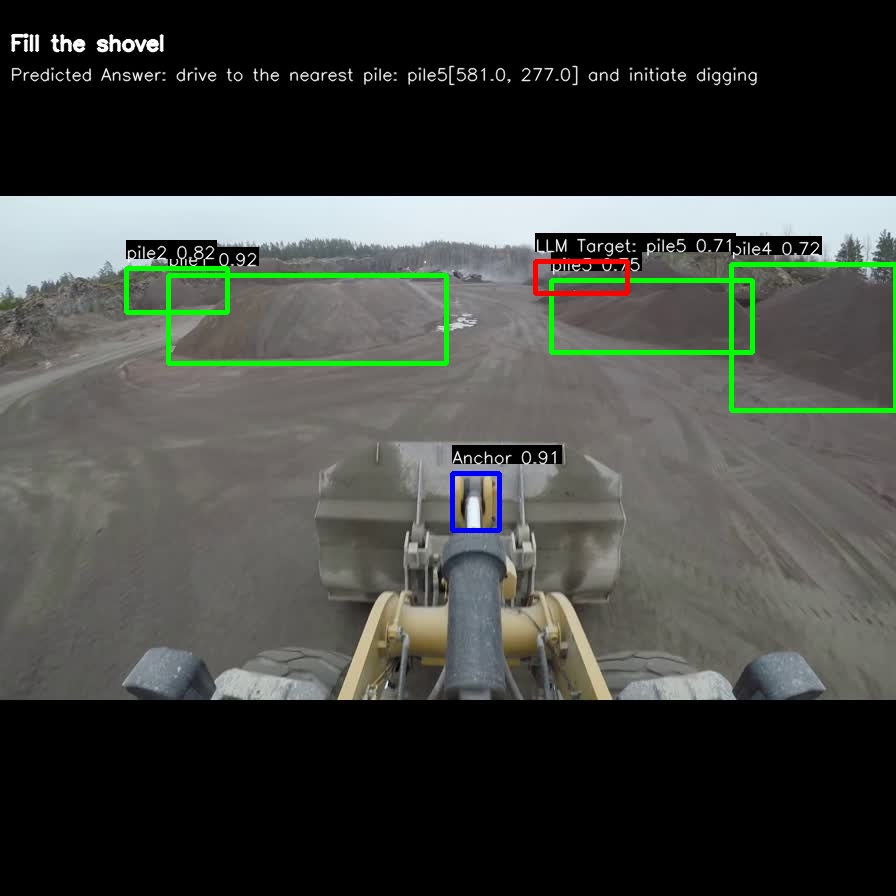 Fill the shovel
Predicted Answer: drive to the nearest pile: pile5[581.0, 277.0] and initiate digging
LLM Target: pile5 0.71
pile4 0.72
pile2 0.82
pile1 0.92
pile3 0.75
Anchor 0.91